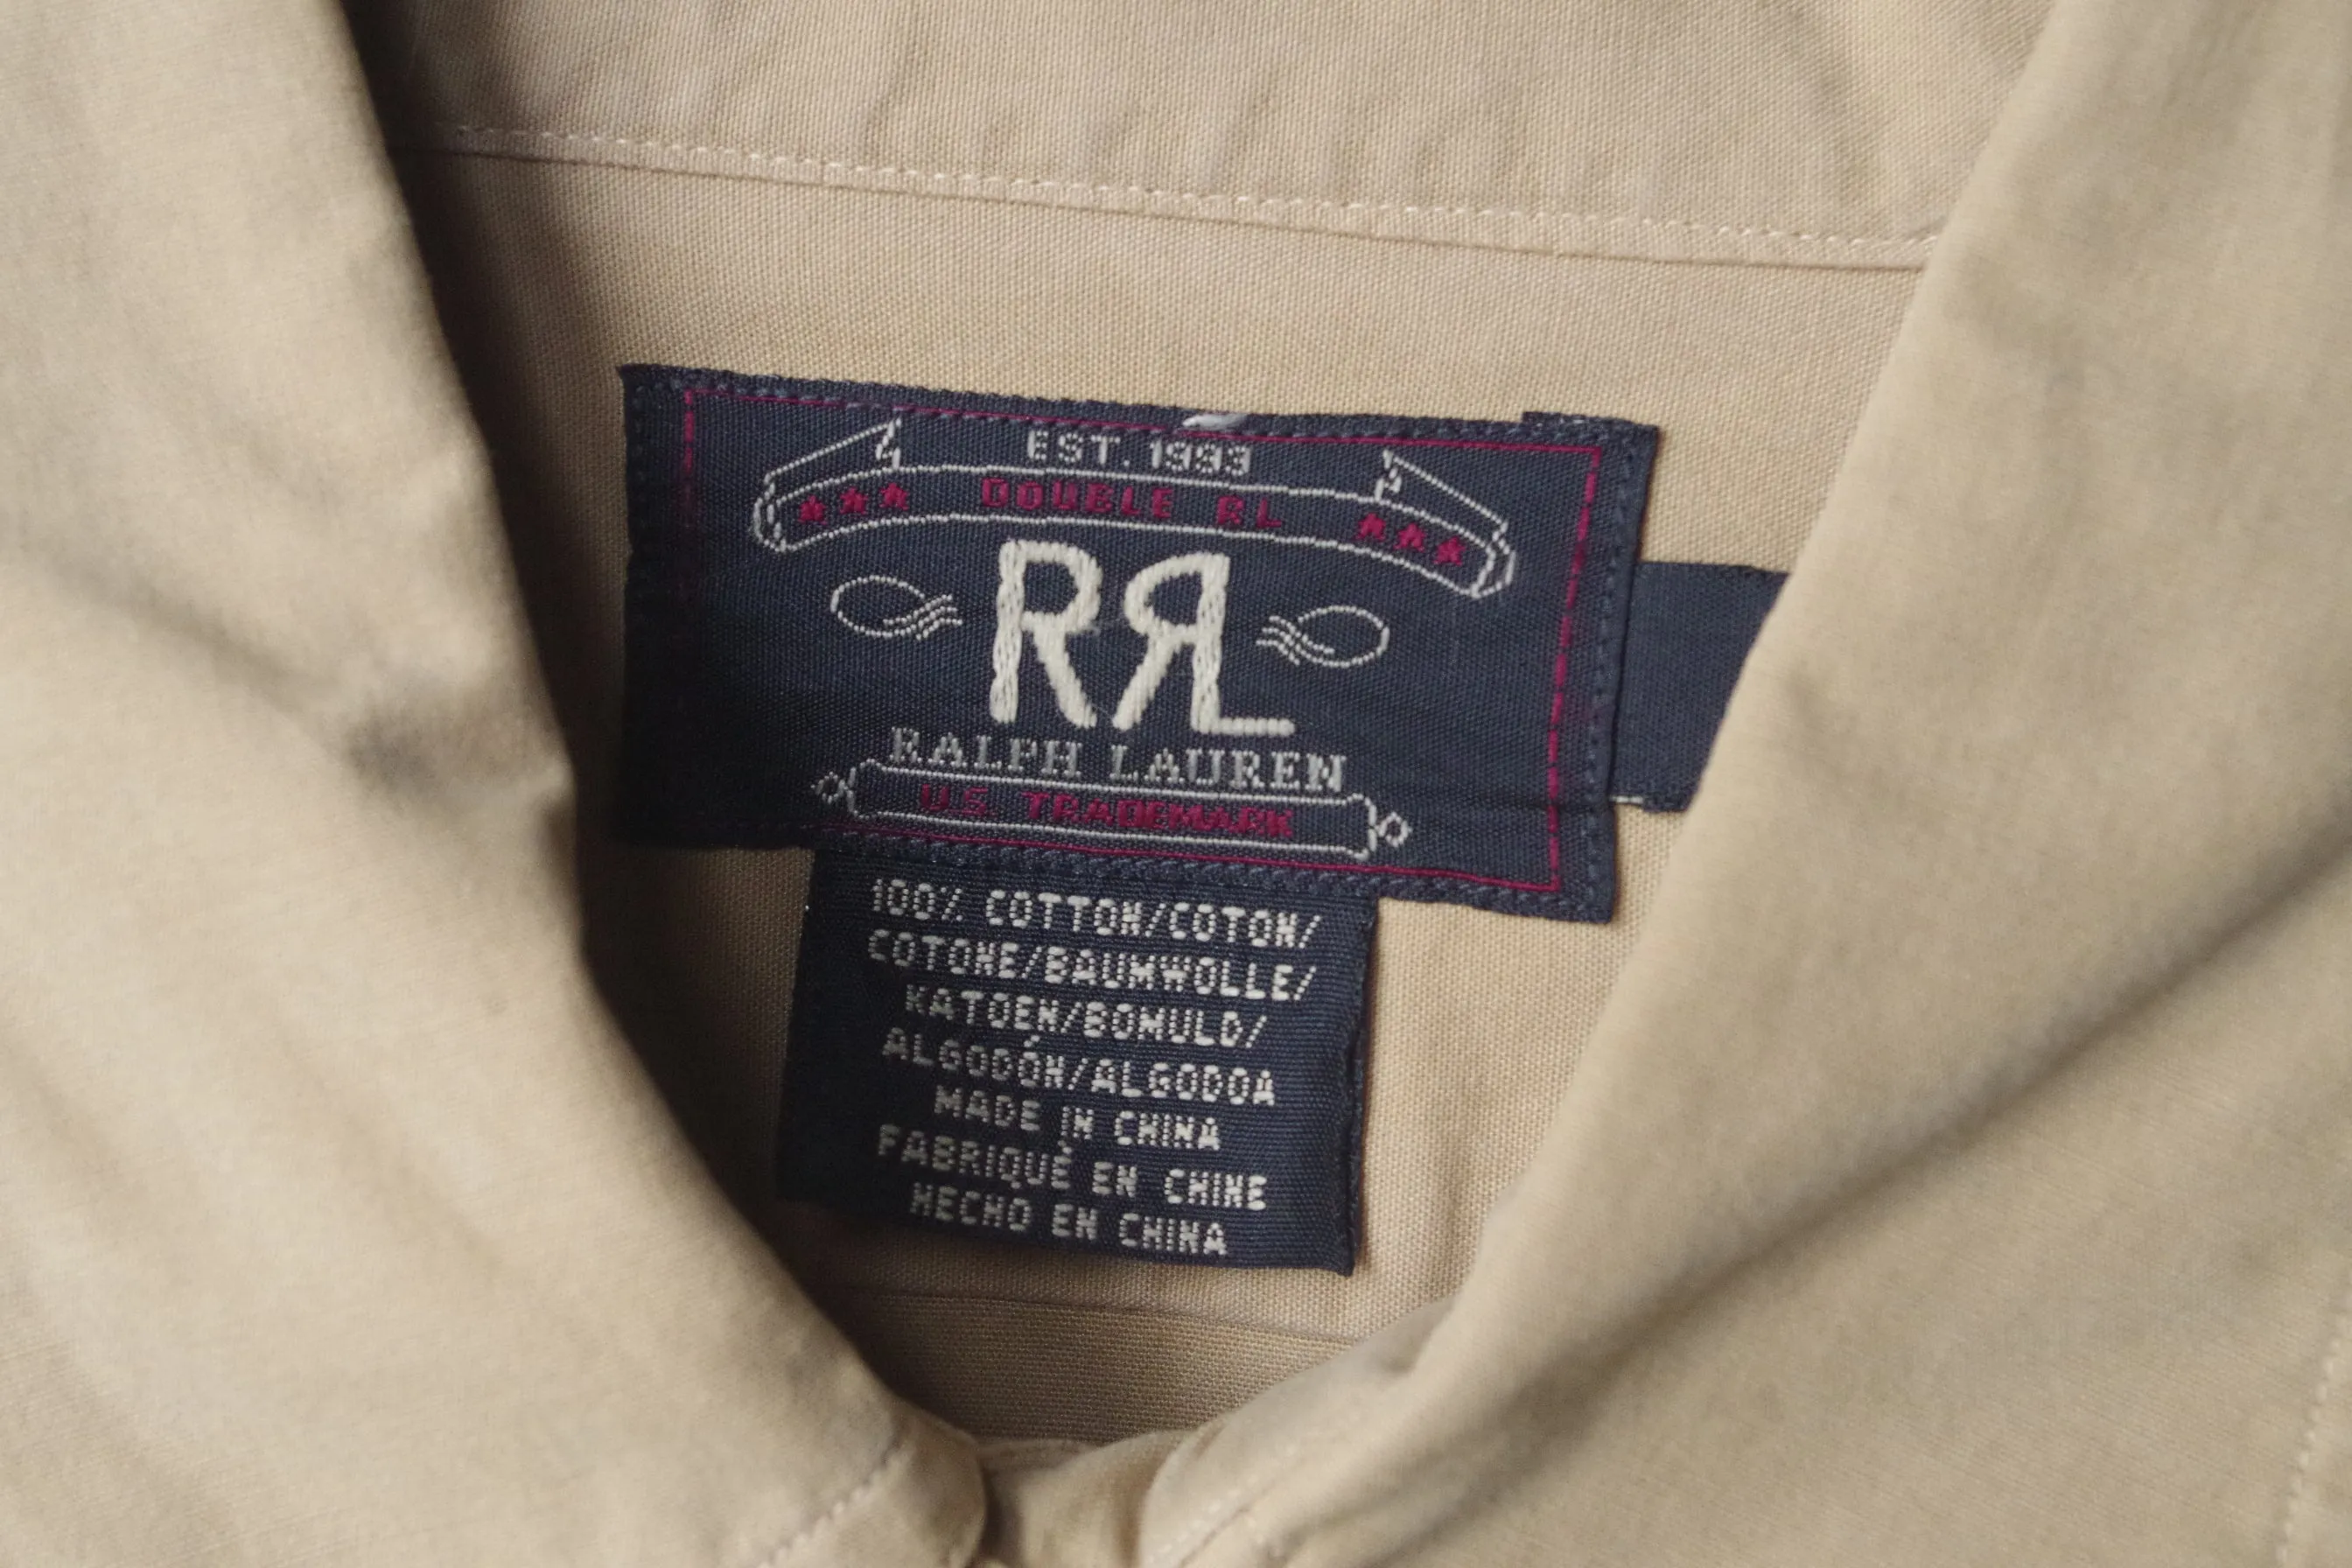 EST. 1993
★★★ DOUBLE RL ★★★
RRL
RALPH LAUREN
U.S. TRADEMARK
100% COTTON/COTON/
COTONE/BAUMWOLLE/
KATOEN/BOMULD/
ALGODÓN/ALGODOA
MADE IN CHINA
FABRIQUÉ EN CHINE
HECHO EN CHINA